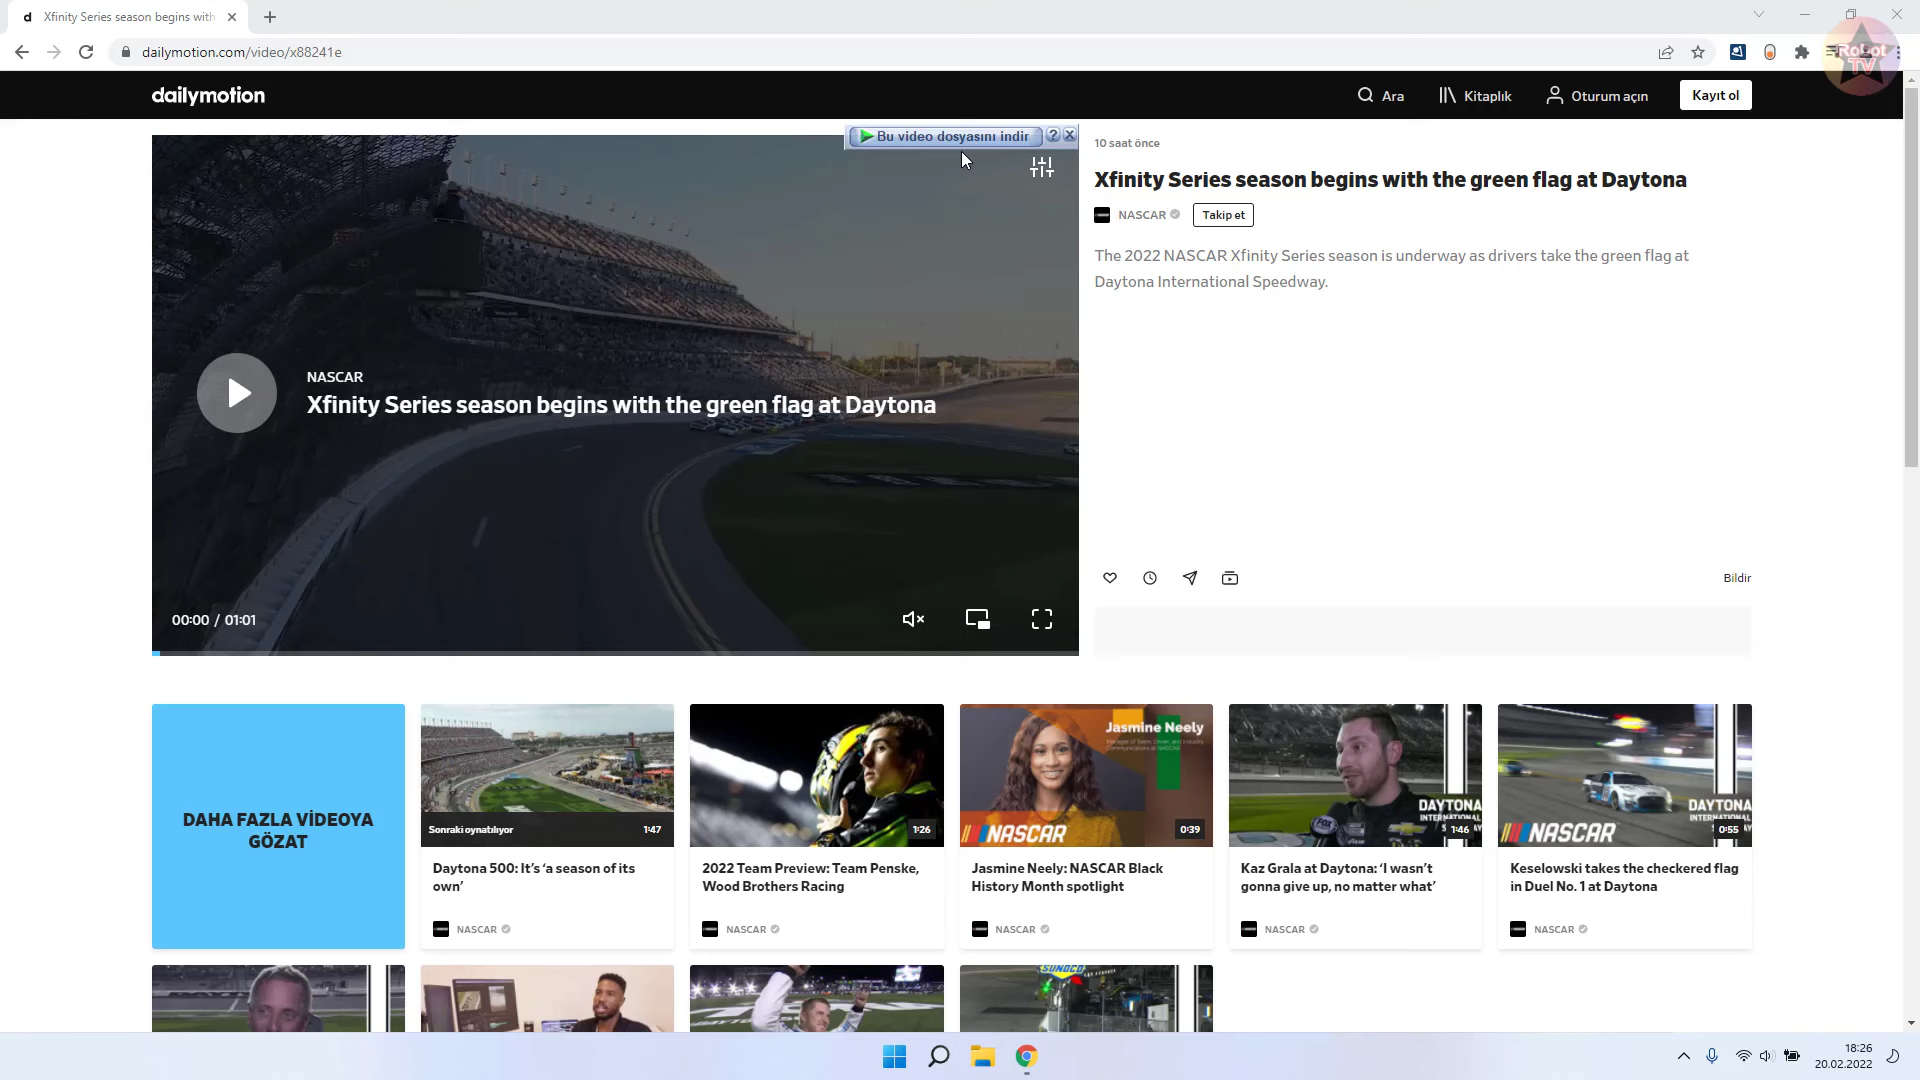 d Xfinity Series season begins with
dailymotion.com/video/x88241e
Robot
TV
dailymotion
Ara
Kitaplık
Oturum açın
Kayıt ol
Bu video dosyasını indir
10 saat önce
Xfinity Series season begins with the green flag at Daytona
NASCAR
Takip et
The 2022 NASCAR Xfinity Series season is underway as drivers take the green flag at
Daytona International Speedway.
NASCAR
Xfinity Series season begins with the green flag at Daytona
00:00 / 01:01
Bildir
DAHA FAZLA VİDEOYA
GÖZAT
Sonraki oynatılıyor
1:47
Daytona 500: It's 'a season of its
own'
NASCAR
1:26
2022 Team Preview: Team Penske,
Wood Brothers Racing
NASCAR
Jasmine Neely
NASCAR
0:39
Jasmine Neely: NASCAR Black
History Month spotlight
NASCAR
DAYTONA
1:46
Kaz Grala at Daytona: 'I wasn't
gonna give up, no matter what'
NASCAR
DAYTONA
NASCAR
0:55
Keselowski takes the checkered flag
in Duel No. 1 at Daytona
NASCAR
SUNOCO
18:26
20.02.2022